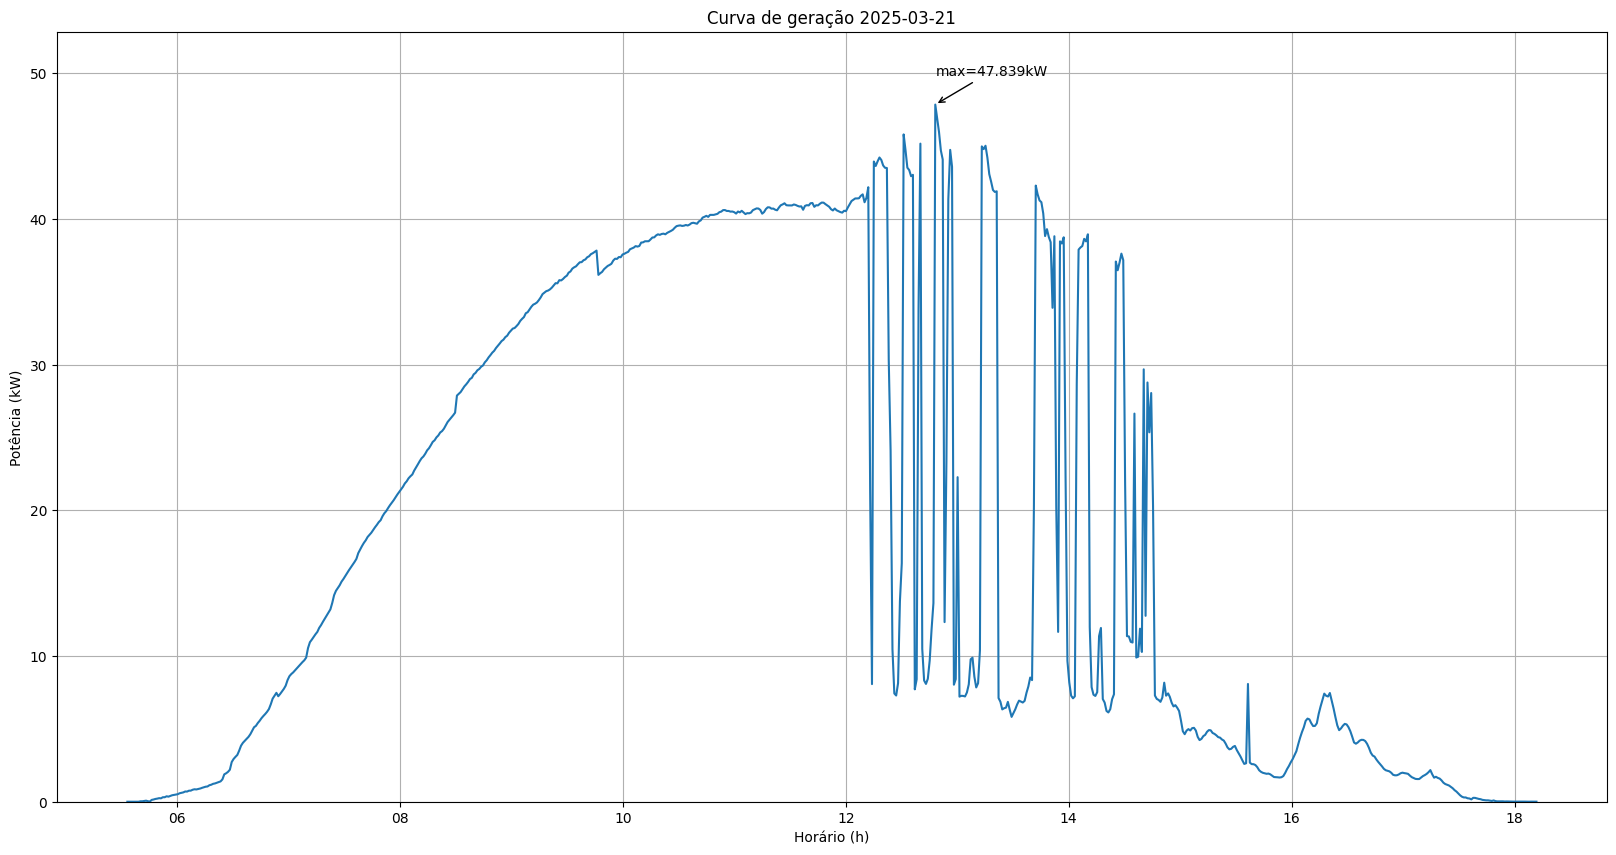 Curva de geração 2025-03-21
max=47.839kW
50
40
30
20
10
0
Potência (kW)
06 08 10 12 14 16 18
Horário (h)